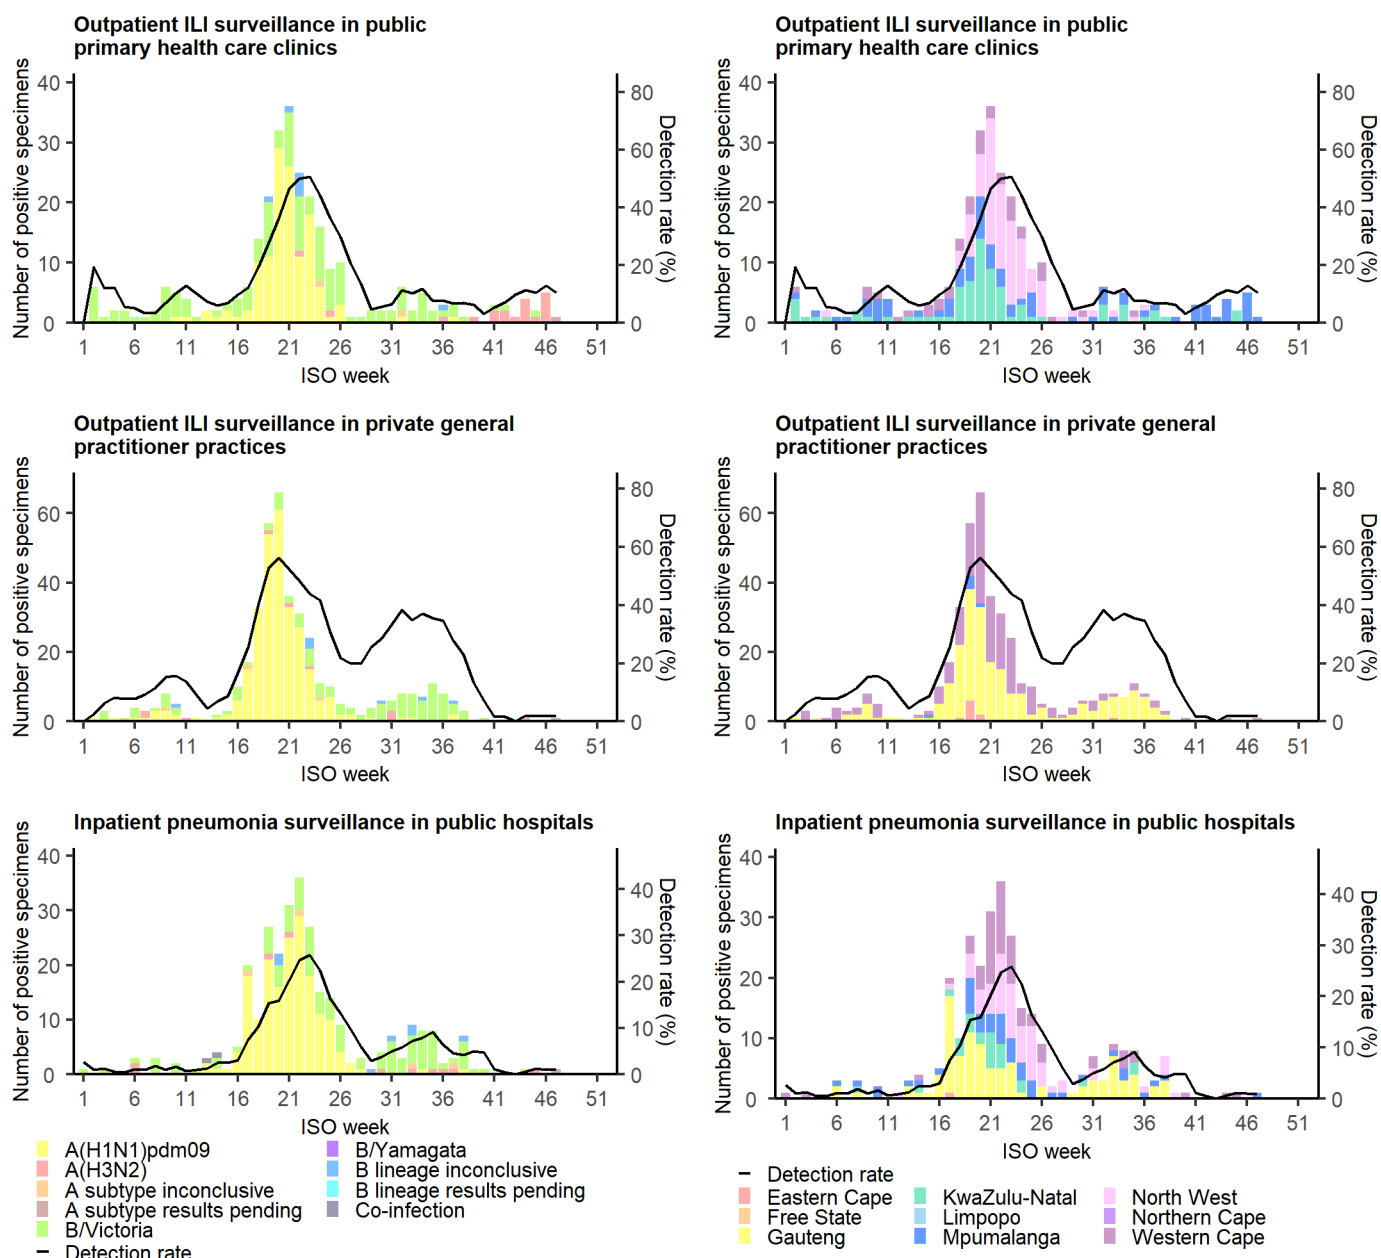 Outpatient ILI surveillance in public
primary health care clinics
Number of positive specimens
40
30
20
10
0
80
60
40
20
0
Detection rate (%)
1 6 11 16 21 26 31 36 41 46 51
ISO week
Outpatient ILI surveillance in public
primary health care clinics
Number of positive specimens
40
30
20
10
0
80
60
40
20
0
Detection rate (%)
1 6 11 16 21 26 31 36 41 46 51
ISO week
Outpatient ILI surveillance in private general
practitioner practices
Number of positive specimens
60
40
20
0
80
60
40
20
0
Detection rate (%)
1 6 11 16 21 26 31 36 41 46 51
ISO week
Outpatient ILI surveillance in private general
practitioner practices
Number of positive specimens
60
40
20
0
80
60
40
20
0
Detection rate (%)
1 6 11 16 21 26 31 36 41 46 51
ISO week
Inpatient pneumonia surveillance in public hospitals
Number of positive specimens
40
30
20
10
0
40
30
20
10
0
Detection rate (%)
1 6 11 16 21 26 31 36 41 46 51
ISO week
A(H1N1)pdm09
A(H3N2)
A subtype inconclusive
A subtype results pending
B/Victoria
Detection rate
B/Yamagata
B lineage inconclusive
B lineage results pending
Co-infection
Inpatient pneumonia surveillance in public hospitals
Number of positive specimens
40
30
20
10
0
40
30
20
10
0
Detection rate (%)
1 6 11 16 21 26 31 36 41 46 51
ISO week
Detection rate
Eastern Cape
Free State
Gauteng
KwaZulu-Natal
Limpopo
Mpumalanga
North West
Northern Cape
Western Cape